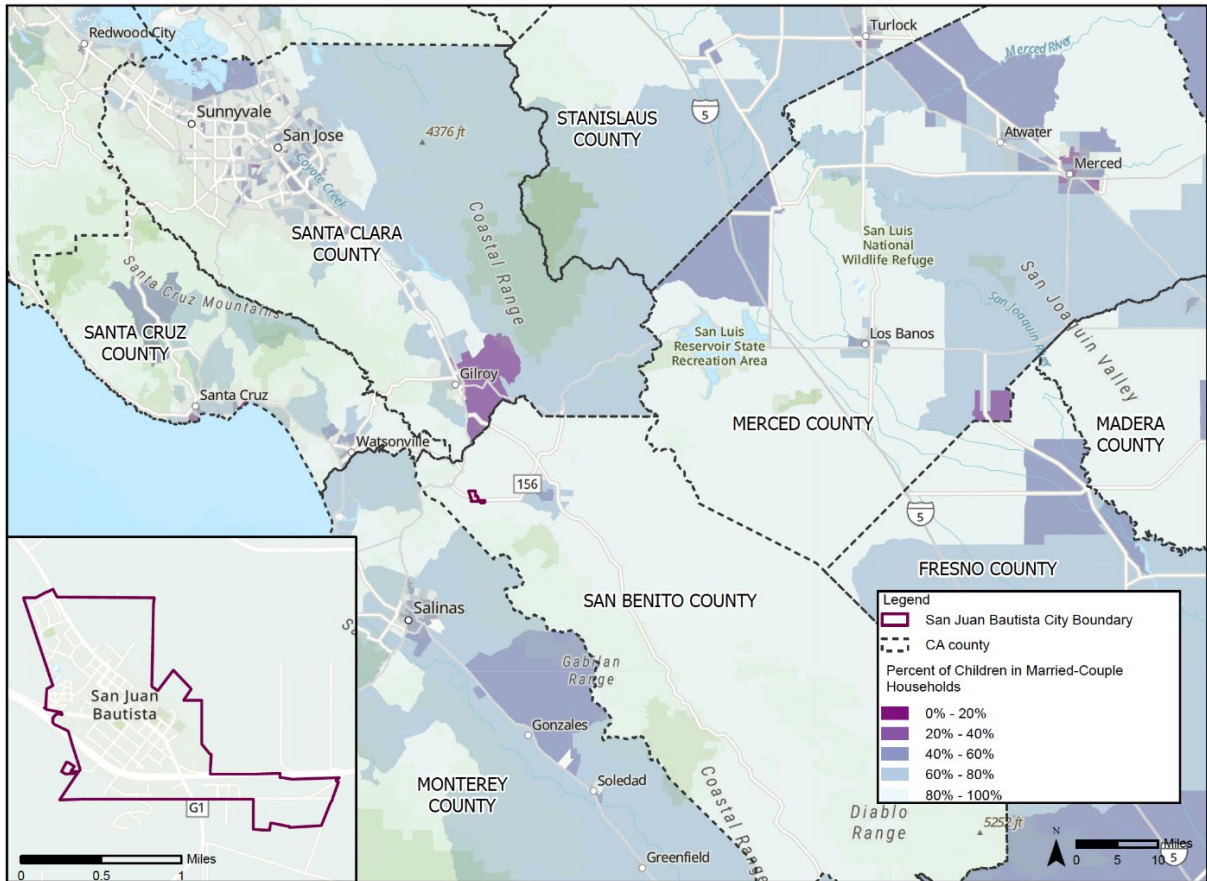 Redwood City
Turlock
Merced River
Sunnyvale
San Jose
Coyote Creek
4376 ft
STANISLAUS
COUNTY
5
Atwater
Merced
SANTA CLARA
COUNTY
Coastal Range
San Luis
National
Wildlife Refuge
Santa Cruz Mountains
San Joaquin Valley
San Joaquin River
SANTA CRUZ
COUNTY
San Luis
Reservoir State
Recreation Area
Los Banos
Gilroy
Santa Cruz
MERCED COUNTY
MADERA
COUNTY
Watsonville
156
5
FRESNO COUNTY
SAN BENITO COUNTY
Salinas
Gabilan
Range
Gonzales
MONTEREY
COUNTY
Soledad
Coastal Range
Diablo
Range
5252 ft
Greenfield
5
San Juan
Bautista
G1
Miles
0 0.5 1
Legend
San Juan Bautista City Boundary
CA county
Percent of Children in Married-Couple
Households
0% - 20%
20% - 40%
40% - 60%
60% - 80%
80% - 100%
N
Miles
0 5 10